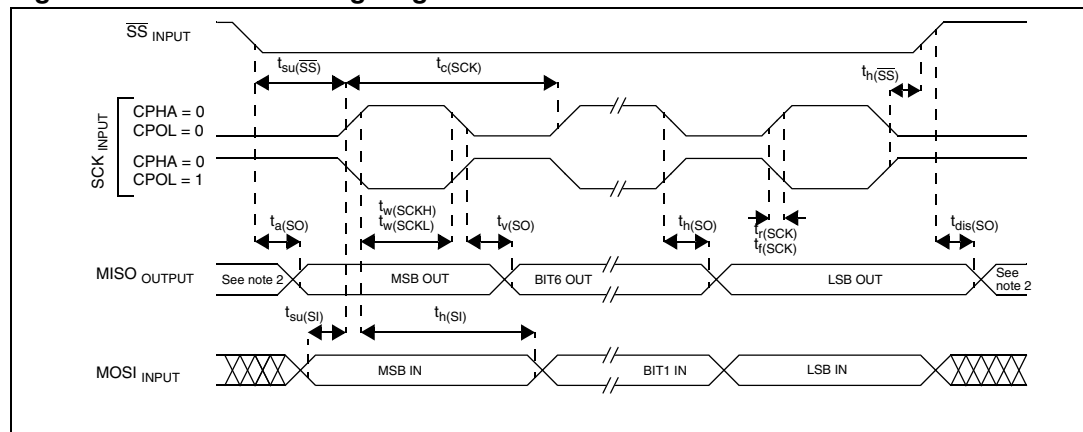 SS INPUT
tsu(SS)
tc(SCK)
th(SS)
SCK INPUT
CPHA = 0
CPOL = 0
CPHA = 0
CPOL = 1
ta(SO)
tw(SCKH)
tw(SCKL)
tv(SO)
th(SO)
tr(SCK)
tf(SCK)
tdis(SO)
MISO OUTPUT
See note 2
MSB OUT
BIT6 OUT
LSB OUT
See
note 2
tsu(SI)
th(SI)
MOSI INPUT
MSB IN
BIT1 IN
LSB IN